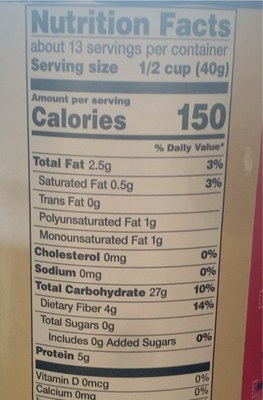 Nutrition Facts
about 13 servings per container
Serving size 1/2 cup (40g)
Amount per serving
Calories 150
% Daily Value*
Total Fat 2.5g 3%
Saturated Fat 0.5g 3%
Trans Fat 0g
Polyunsaturated Fat 1g
Monounsaturated Fat 1g
Cholesterol 0mg 0%
Sodium 0mg 0%
Total Carbohydrate 27g 10%
Dietary Fiber 4g 14%
Total Sugars 0g
Includes 0g Added Sugars 0%
Protein 5g
Vitamin D 0mcg 0%
Calcium 0mg 0%